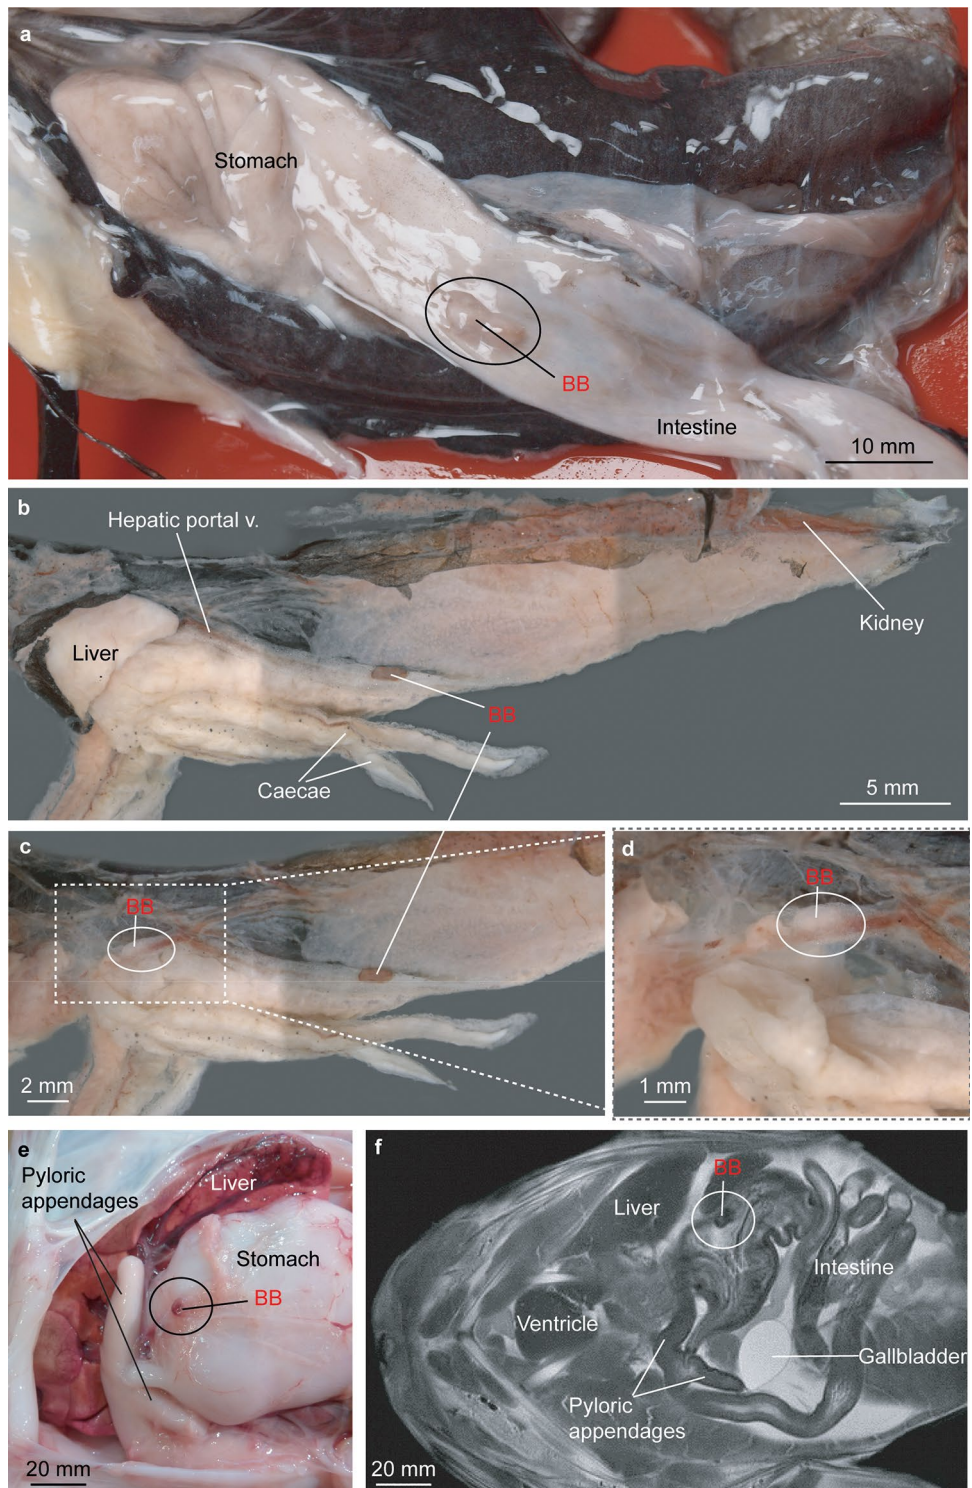 a
Stomach
BB
Intestine
10 mm
b
Hepatic portal v.
Liver
Kidney
BB
Caecae
5 mm
c
BB
2 mm
d
BB
1 mm
e
Pyloric
appendages
Liver
Stomach
BB
20 mm
f
BB
Liver
Intestine
Ventricle
Gallbladder
Pyloric
appendages
20 mm